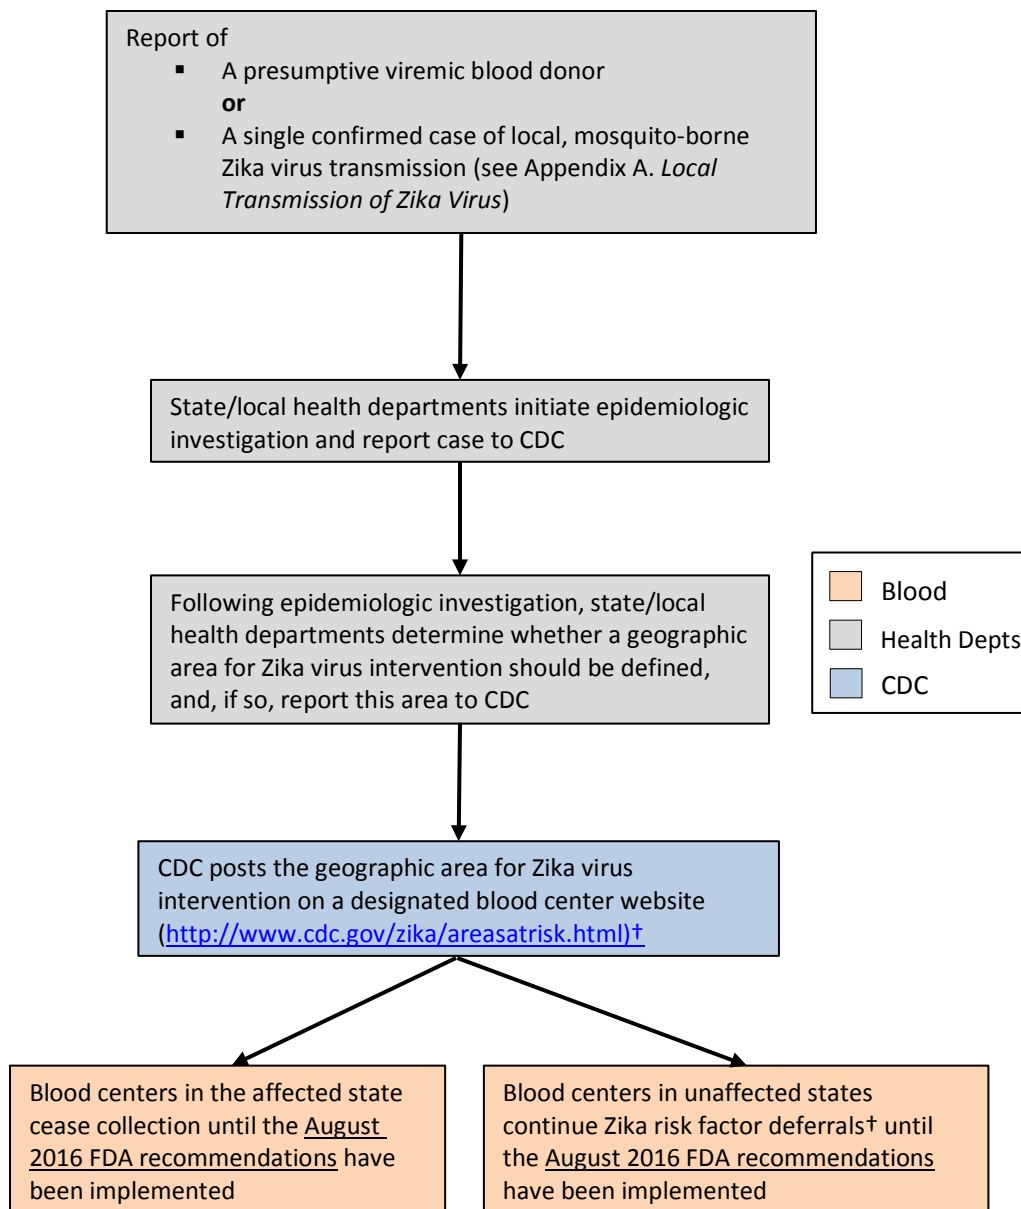 Report of
▪ A presumptive viremic blood donor
or
▪ A single confirmed case of local, mosquito-borne
Zika virus transmission (see Appendix A. Local
Transmission of Zika Virus)
State/local health departments initiate epidemiologic
investigation and report case to CDC
Following epidemiologic investigation, state/local
health departments determine whether a geographic
area for Zika virus intervention should be defined,
and, if so, report this area to CDC
Blood
Health Depts
CDC
CDC posts the geographic area for Zika virus
intervention on a designated blood center website
(http://www.cdc.gov/zika/areasatrisk.html)†
Blood centers in the affected state
cease collection until the August
2016 FDA recommendations have
been implemented
Blood centers in unaffected states
continue Zika risk factor deferrals† until
the August 2016 FDA recommendations
have been implemented